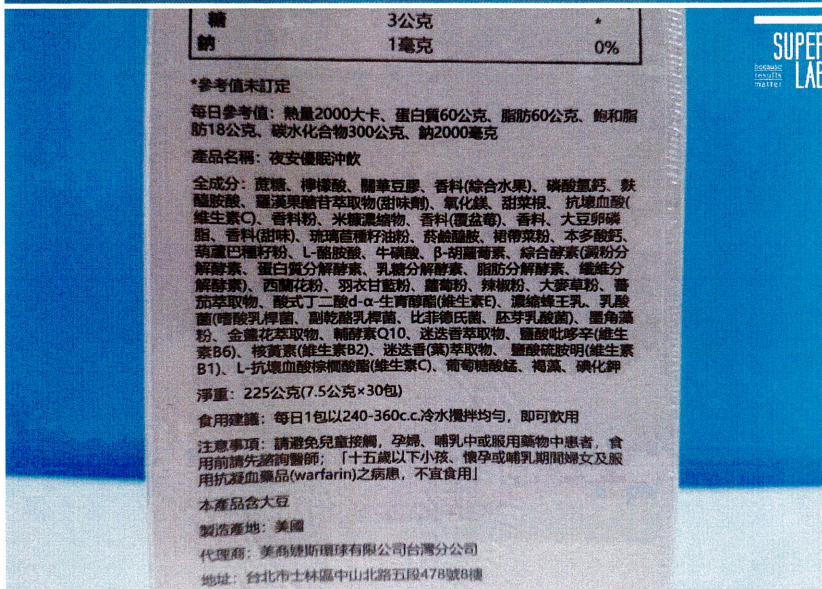 糖 3公克 *
鈉 1毫克 0%
*參考值未訂定
每日參考值：熱量2000大卡、蛋白質60公克、脂肪60公克、飽和脂
肪18公克、碳水化合物300公克、鈉2000毫克
產品名稱：夜安優眠沖飲
全成分：蔗糖、檸檬酸、關華豆膠、香料(綜合水果)、磷酸氫鈣、麩
醯胺酸、羅漢果醣苷萃取物(甜味劑)、氧化鎂、甜菜根、抗壞血酸(
維生素C)、香料粉、米糠濃縮物、香料(覆盆莓)、香料、大豆卵磷
脂、香料(甜味)、琉璃苣種籽油粉、菸鹼醯胺、裙帶菜粉、本多酸鈣、
葫蘆巴種籽粉、L-酪胺酸、牛磺酸、β-胡蘿蔔素、綜合酵素(澱粉分
解酵素、蛋白質分解酵素、乳糖分解酵素、脂肪分解酵素、纖維分
解酵素)、西蘭花粉、羽衣甘藍粉、蘿蔔粉、辣椒粉、大麥草粉、蕃
茄萃取物、酸式丁二酸d-α-生育醇酯(維生素E)、濃縮蜂王乳、乳酸
菌(嗜酸乳桿菌、副乾酪乳桿菌、比菲德氏菌、胚芽乳酸菌)、墨角藻
粉、金蓮花萃取物、輔酵素Q10、迷迭香萃取物、鹽酸吡哆辛(維生
素B6)、核黃素(維生素B2)、迷迭香(葉)萃取物、鹽酸硫胺明(維生素
B1)、L-抗壞血酸棕櫚酸酯(維生素C)、葡萄糖酸錳、褐藻、碘化鉀
淨重：225公克(7.5公克×30包)
食用建議：每日1包以240-360c.c.冷水攪拌均勻，即可飲用
注意事項：請避免兒童接觸，孕婦、哺乳中或服用藥物中患者，食
用前請先諮詢醫師；「十五歲以下小孩、懷孕或哺乳期間婦女及服
用抗凝血藥品(warfarin)之病患，不宜食用」
本產品含大豆
製造產地：美國
代理商：美商婕斯環球有限公司台灣分公司
地址：台北市士林區中山北路五段478號8樓
SUPER
because
results
matter
LAB